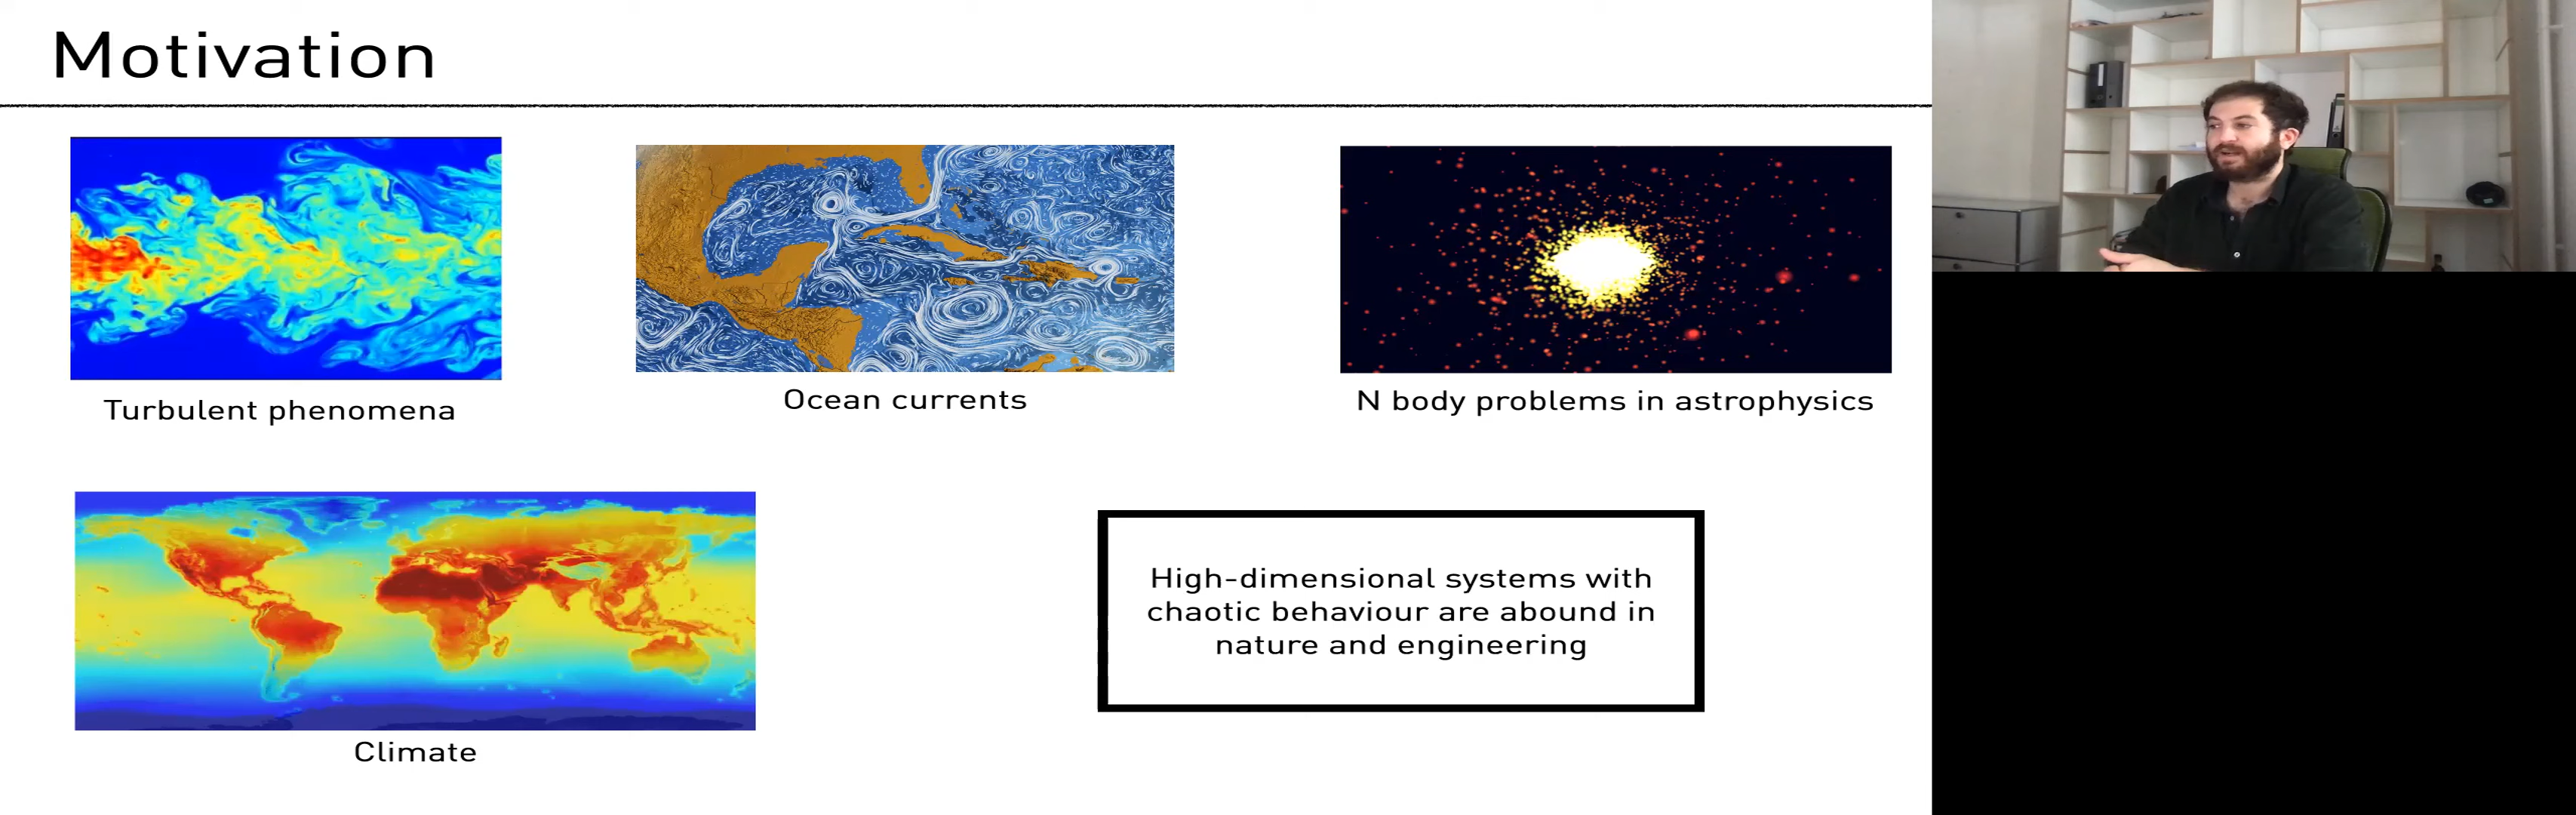 Motivation
Turbulent phenomena
Ocean currents
N body problems in astrophysics
Climate
High-dimensional systems with
chaotic behaviour are abound in
nature and engineering